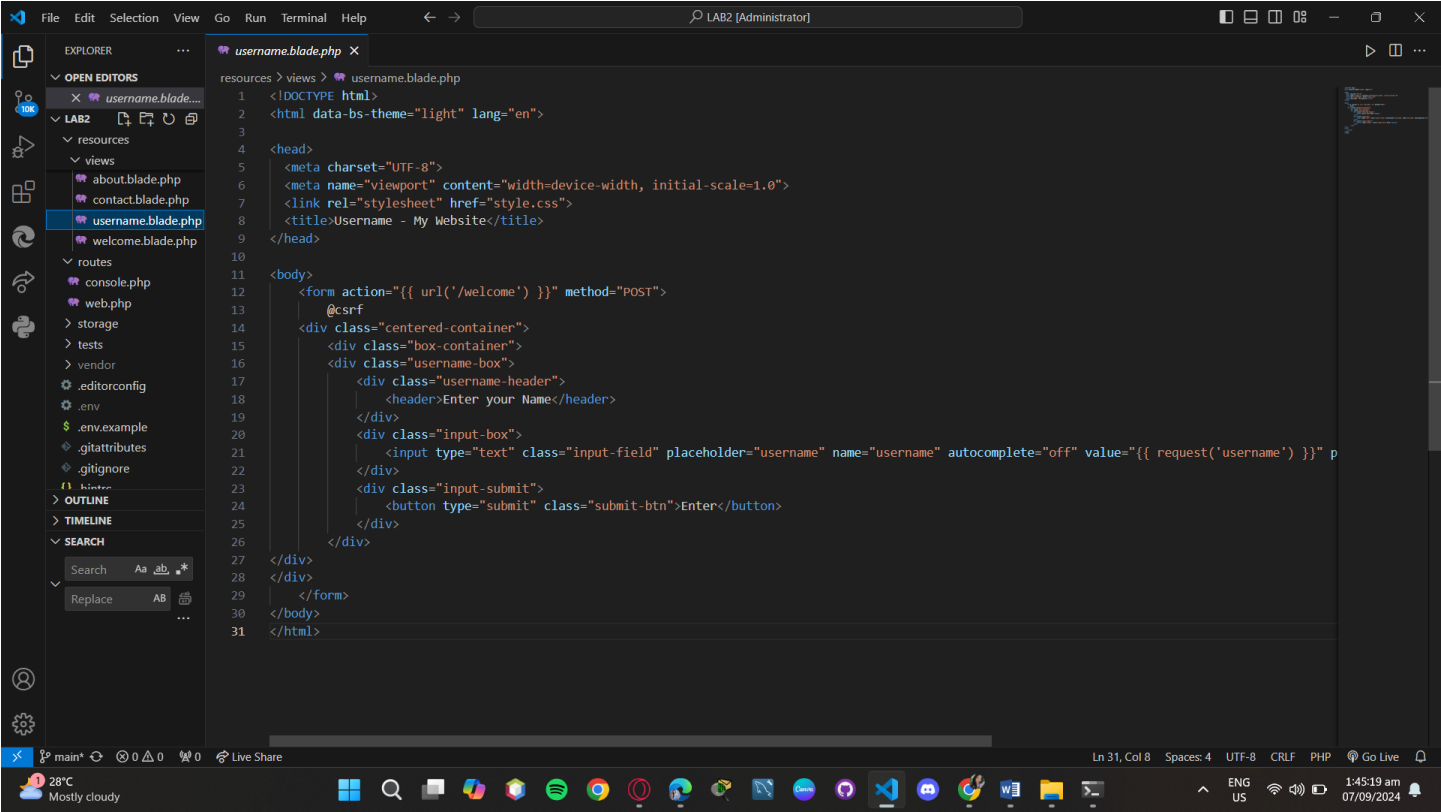 File Edit Selection View Go Run Terminal Help
LAB2 [Administrator]
EXPLORER
OPEN EDITORS
username.blade....
LAB2
resources
views
about.blade.php
contact.blade.php
username.blade.php
welcome.blade.php
routes
console.php
web.php
storage
tests
vendor
.editorconfig
.env
.env.example
.gitattributes
.gitignore
OUTLINE
TIMELINE
SEARCH
Search Aa ab
Replace AB
10K
username.blade.php
resources > views > username.blade.php
1 <!DOCTYPE html>
2 <html data-bs-theme="light" lang="en">
3
4 <head>
5 <meta charset="UTF-8">
6 <meta name="viewport" content="width=device-width, initial-scale=1.0">
7 <link rel="stylesheet" href="style.css">
8 <title>Username - My Website</title>
9 </head>
10
11 <body>
12 <form action="{{ url('/welcome') }}" method="POST">
13 @csrf
14 <div class="centered-container">
15 <div class="box-container">
16 <div class="username-box">
17 <div class="username-header">
18 <header>Enter your Name</header>
19 </div>
20 <div class="input-box">
21 <input type="text" class="input-field" placeholder="username" name="username" autocomplete="off" value="{{ request('username') }}" p
22 </div>
23 <div class="input-submit">
24 <button type="submit" class="submit-btn">Enter</button>
25 </div>
26 </div>
27 </div>
28 </div>
29 </form>
30 </body>
31 </html>
main* 0 0 0 Live Share
Ln 31, Col 8 Spaces: 4 UTF-8 CRLF PHP Go Live
1
28°C
Mostly cloudy
Canva
ENG
US
1:45:19 am
07/09/2024